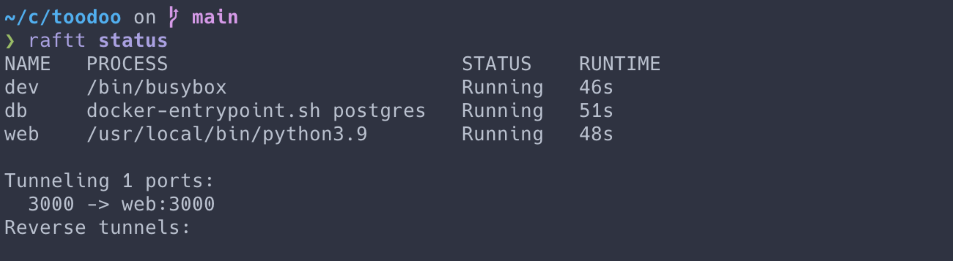 ~/c/toodoo on main
❯ raftt status
NAME PROCESS STATUS RUNTIME
dev /bin/busybox Running 46s
db docker-entrypoint.sh postgres Running 51s
web /usr/local/bin/python3.9 Running 48s
Tunneling 1 ports:
3000 -> web:3000
Reverse tunnels: